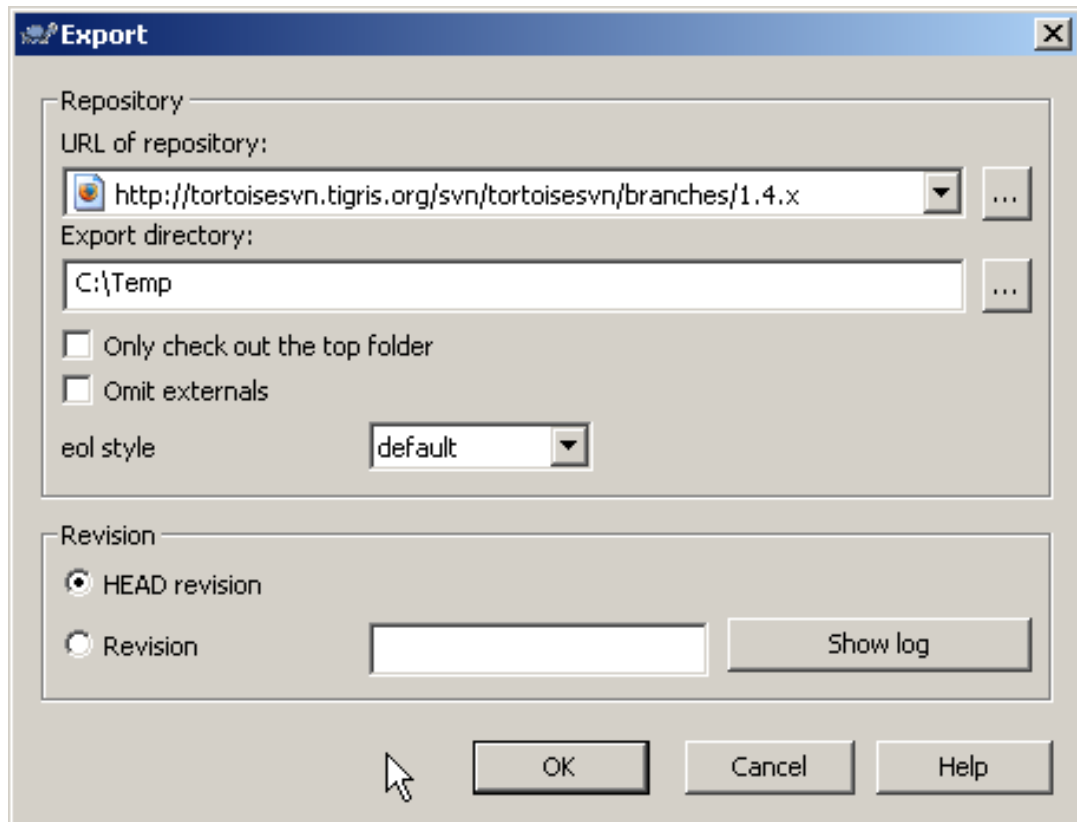 Export
Repository
URL of repository:
http://tortoisesvn.tigris.org/svn/tortoisesvn/branches/1.4.x
...
Export directory:
C:\Temp
...
Only check out the top folder
Omit externals
eol style default
Revision
HEAD revision
Revision Show log
OK Cancel Help